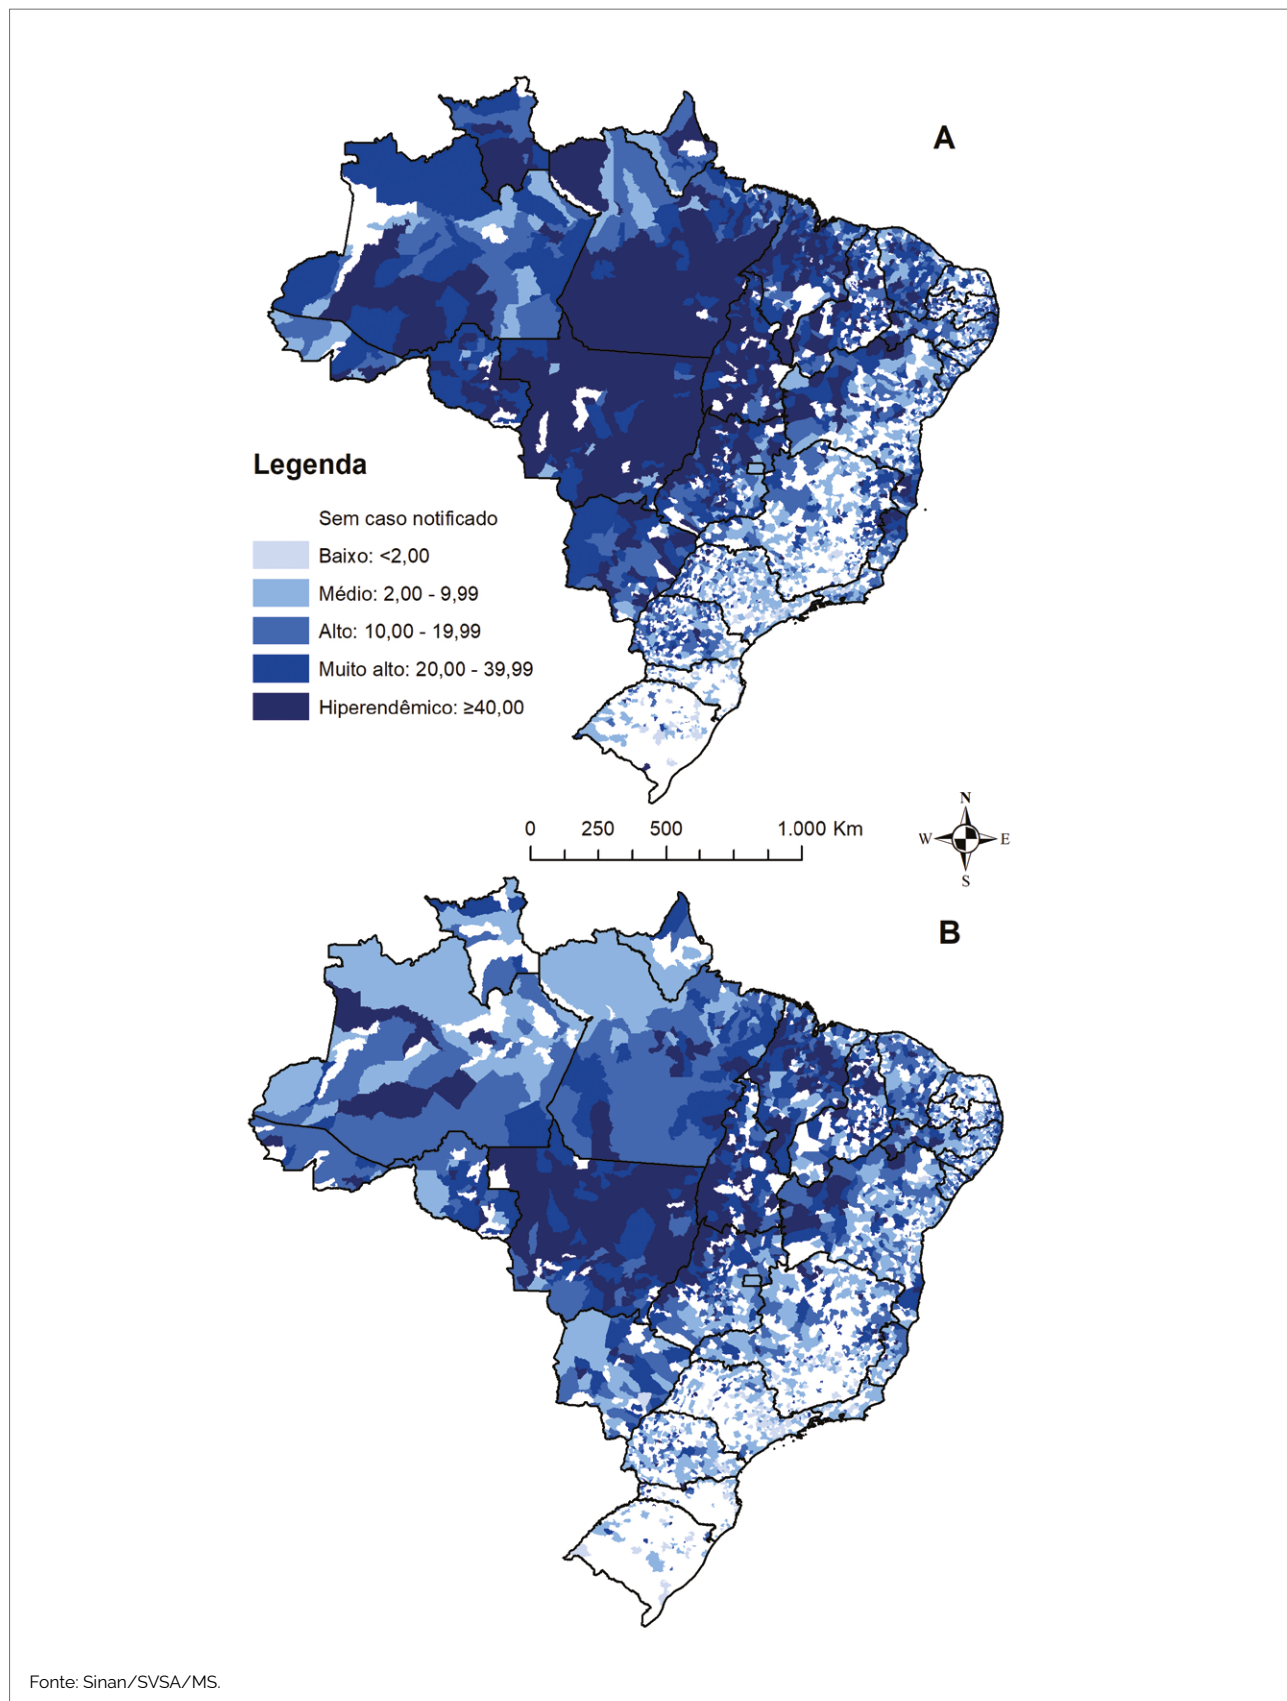 A
Legenda
Sem caso notificado
Baixo: <2,00
Médio: 2,00 - 9,99
Alto: 10,00 - 19,99
Muito alto: 20,00 - 39,99
Hiperendêmico: ≥40,00
0 250 500 1.000 Km
N
W E
S
B
Fonte: Sinan/SVSA/MS.